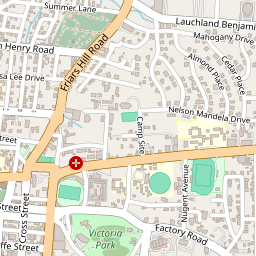 Summer Lane
Lauchland Benjami
Mahogany Drive
n Henry Road
Friars Hill Road
Almond Place
Cedar Place
sa Lee Drive
Nelson Mandela Drive
Camp Site
Cross Street
Nugent Avenue
Street
Victoria
Park
Factory Road
ffe Street